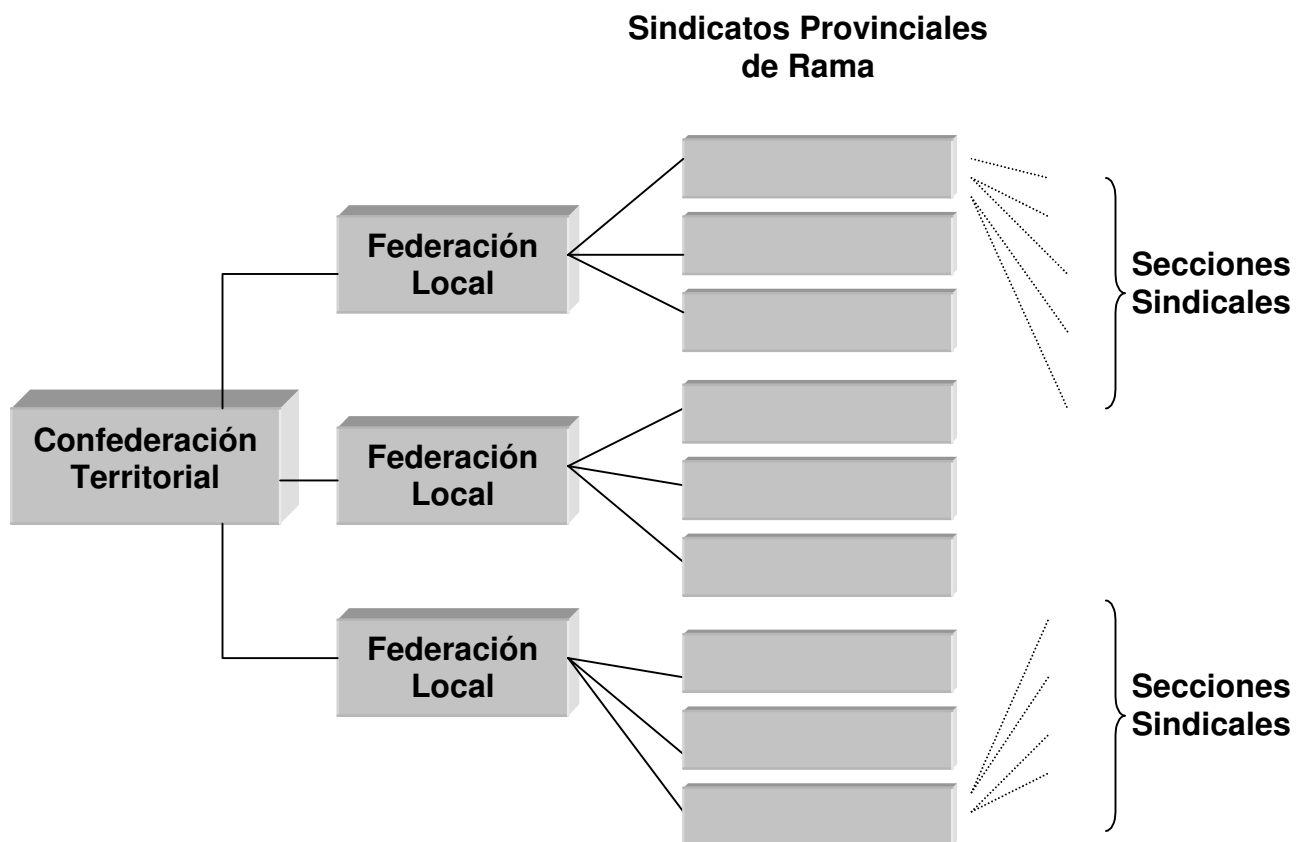 Sindicatos Provinciales
de Rama
Federación
Local
Secciones
Sindicales
Confederación
Territorial
Federación
Local
Federación
Local
Secciones
Sindicales